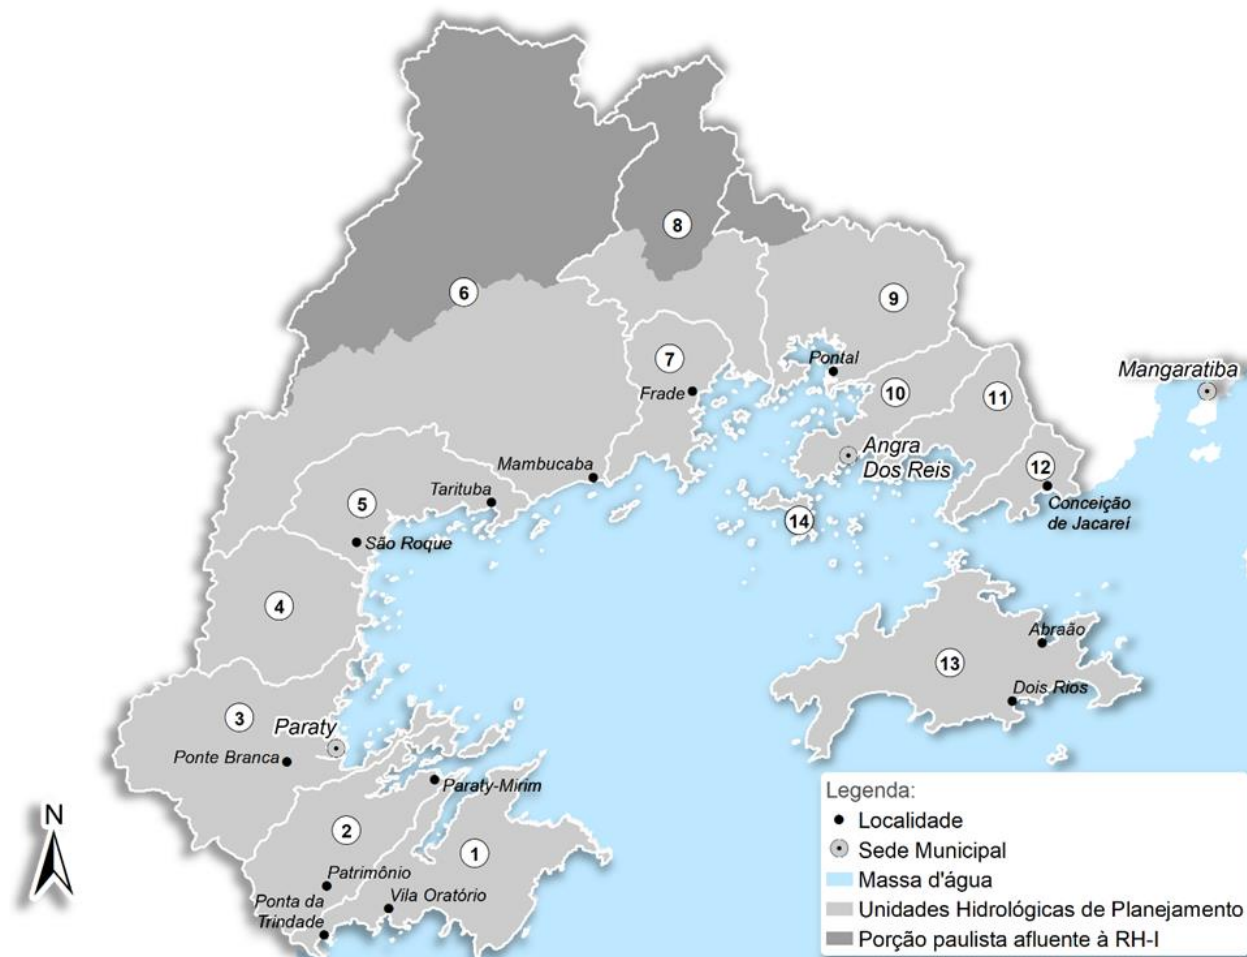 8
6
9
7
Pontal
Frade
Mangaratiba
10
11
Angra
Dos Reis
Mambucaba
12
Tarituba
5
Conceição
de Jacareí
14
São Roque
4
Abraão
13
Dois Rios
3
Paraty
Ponte Branca
Paraty-Mirim
2
1
Patrimônio
Vila Oratório
Ponta da
Trindade
N
Legenda:
Localidade
Sede Municipal
Massa d'água
Unidades Hidrológicas de Planejamento
Porção paulista afluente à RH-I